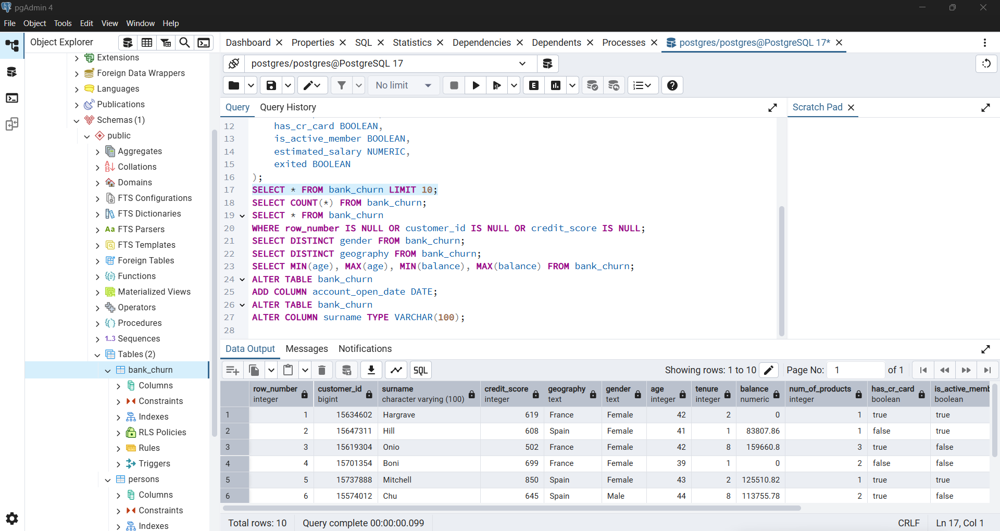 pgAdmin 4
File Object Tools Edit View Window Help
Object Explorer
Dashboard Properties SQL Statistics Dependencies Dependents Processes postgres/postgres@PostgreSQL 17*
Extensions
Foreign Data Wrappers
Languages
Publications
Schemas (1)
public
Aggregates
Collations
Domains
FTS Configurations
FTS Dictionaries
Aa FTS Parsers
FTS Templates
Foreign Tables
Functions
Materialized Views
Operators
Procedures
1..3 Sequences
Tables (2)
bank_churn
Columns
Constraints
Indexes
RLS Policies
Rules
Triggers
persons
Columns
Constraints
Indexes
postgres/postgres@PostgreSQL 17
No limit
E
Query Query History
Scratch Pad
12 has_cr_card BOOLEAN,
13 is_active_member BOOLEAN,
14 estimated_salary NUMERIC,
15 exited BOOLEAN
16 );
17 SELECT * FROM bank_churn LIMIT 10;
18 SELECT COUNT(*) FROM bank_churn;
19 SELECT * FROM bank_churn
20 WHERE row_number IS NULL OR customer_id IS NULL OR credit_score IS NULL;
21 SELECT DISTINCT gender FROM bank_churn;
22 SELECT DISTINCT geography FROM bank_churn;
23 SELECT MIN(age), MAX(age), MIN(balance), MAX(balance) FROM bank_churn;
24 ALTER TABLE bank_churn
25 ADD COLUMN account_open_date DATE;
26 ALTER TABLE bank_churn
27 ALTER COLUMN surname TYPE VARCHAR(100);
28
Data Output Messages Notifications
SQL Showing rows: 1 to 10 Page No: 1 of 1
row_number customer_id surname credit_score geography gender age tenure balance num_of_products has_cr_card is_active_memb
integer bigint character varying (100) integer text text integer integer numeric integer boolean boolean
1 1 15634602 Hargrave 619 France Female 42 2 0 1 true true
2 2 15647311 Hill 608 Spain Female 41 1 83807.86 1 false true
3 3 15619304 Onio 502 France Female 42 8 159660.8 3 true false
4 4 15701354 Boni 699 France Female 39 1 0 2 false false
5 5 15737888 Mitchell 850 Spain Female 43 2 125510.82 1 true true
6 6 15574012 Chu 645 Spain Male 44 8 113755.78 2 true false
Total rows: 10 Query complete 00:00:00.099 CRLF Ln 17, Col 1